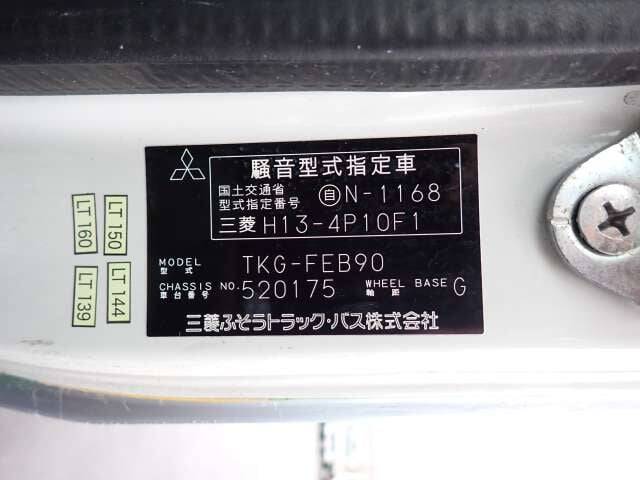 騒音型式指定車
国土交通省
型式指定番号 自N-1168
三菱 H13-4P10F1
MODEL
型式 TKG-FEB90
CHASSIS NO.
車台番号 520175
WHEEL BASE
軸距 G
三菱ふそうトラック・バス株式会社
LT 160
LT 150
LT 139
LT 144